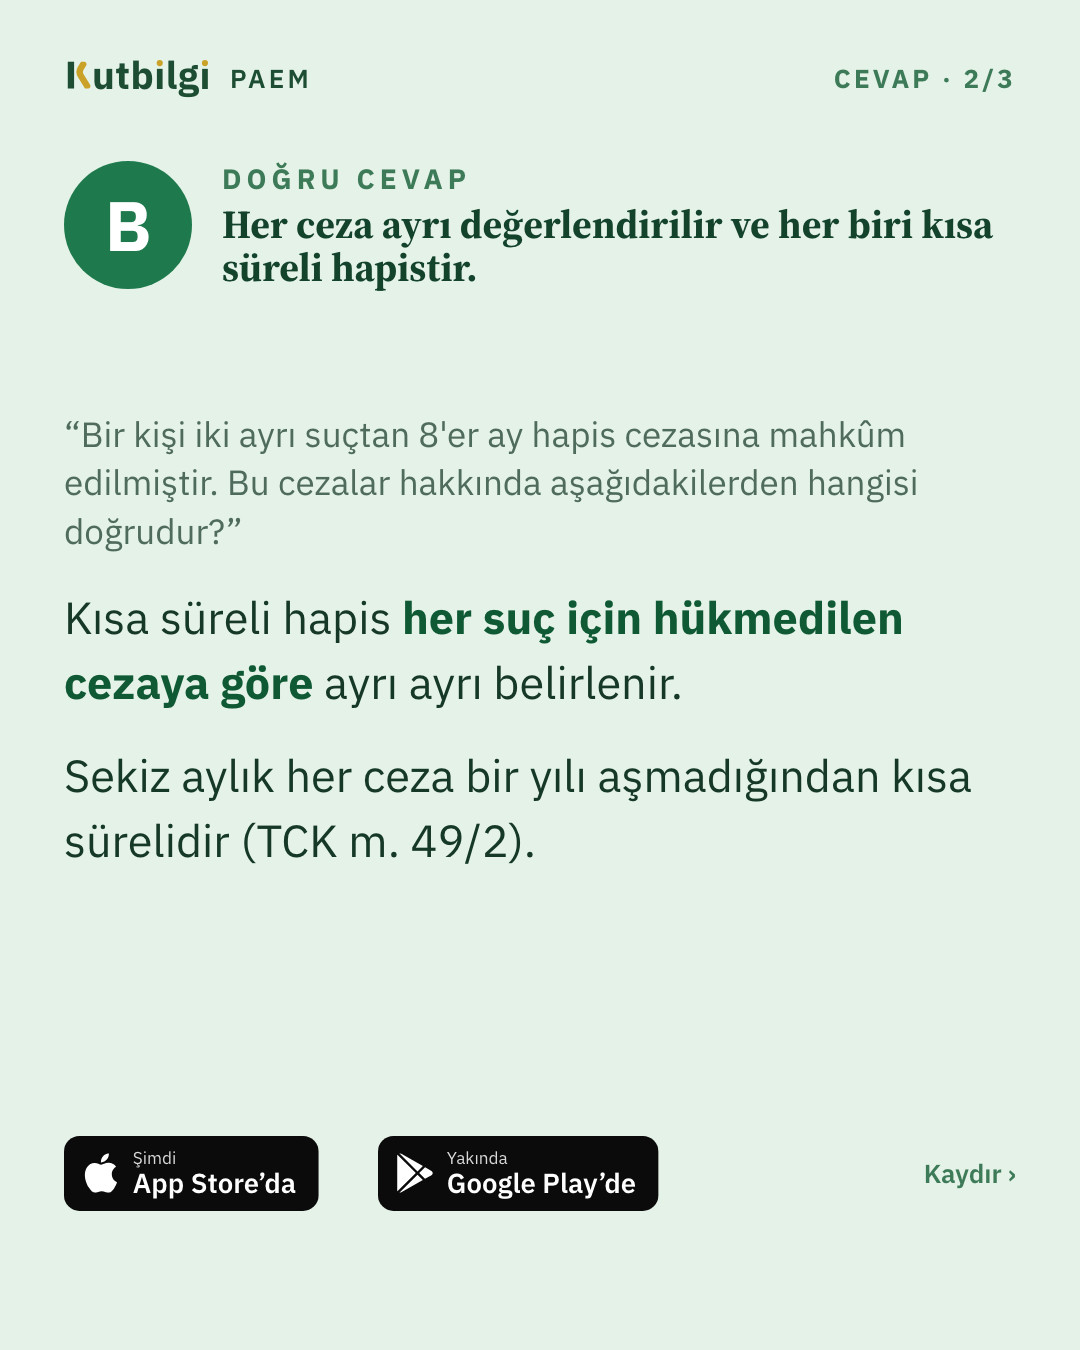 Kutbilgi PAEM
CEVAP · 2/3
B
DOĞRU CEVAP
Her ceza ayrı değerlendirilir ve her biri kısa
süreli hapistir.
“Bir kişi iki ayrı suçtan 8'er ay hapis cezasına mahkûm
edilmiştir. Bu cezalar hakkında aşağıdakilerden hangisi
doğrudur?”
Kısa süreli hapis her suç için hükmedilen
cezaya göre ayrı ayrı belirlenir.
Sekiz aylık her ceza bir yılı aşmadığından kısa
sürelidir (TCK m. 49/2).
Şimdi
App Store’da
Yakında
Google Play’de
Kaydır ›